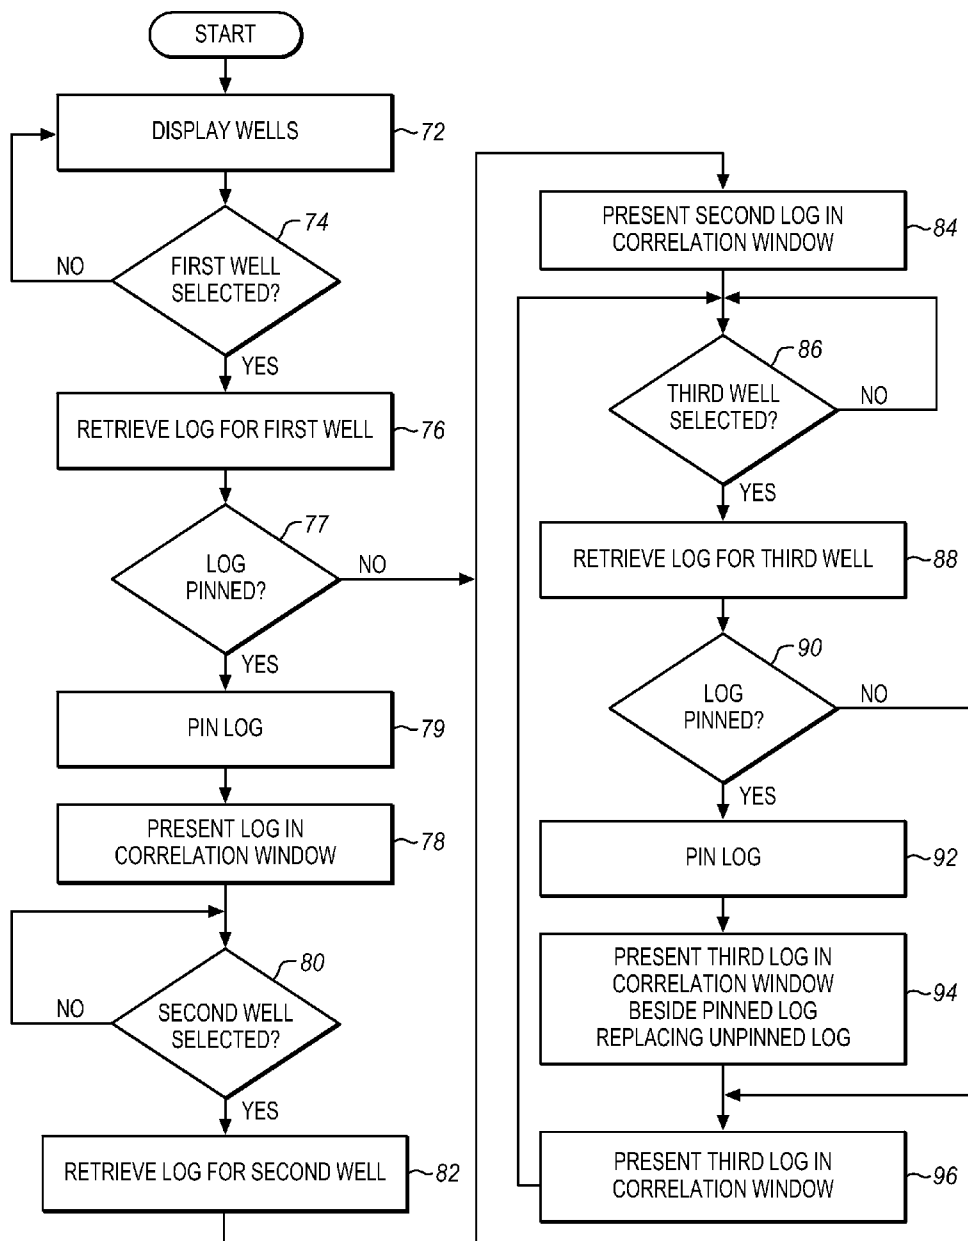 START
DISPLAY WELLS
72
74
FIRST WELL
SELECTED?
NO
YES
RETRIEVE LOG FOR FIRST WELL
76
77
LOG
PINNED?
NO
YES
PIN LOG
79
PRESENT LOG IN
CORRELATION WINDOW
78
80
SECOND WELL
SELECTED?
NO
YES
RETRIEVE LOG FOR SECOND WELL
82
PRESENT SECOND LOG IN
CORRELATION WINDOW
84
86
THIRD WELL
SELECTED?
NO
YES
RETRIEVE LOG FOR THIRD WELL
88
90
LOG
PINNED?
NO
YES
PIN LOG
92
PRESENT THIRD LOG IN
CORRELATION WINDOW
BESIDE PINNED LOG
REPLACING UNPINNED LOG
94
PRESENT THIRD LOG IN
CORRELATION WINDOW
96